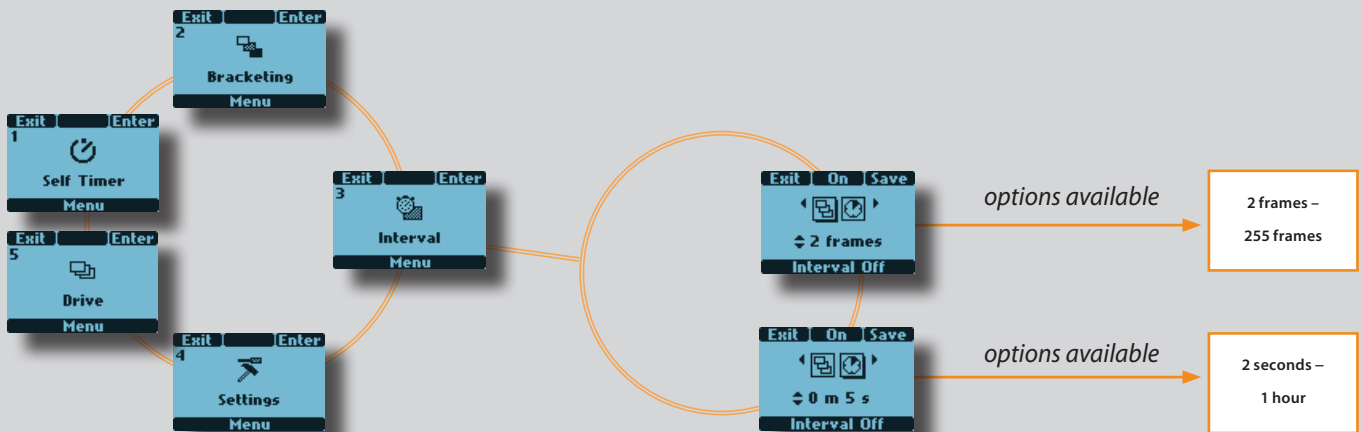 Exit Enter
1
Self Timer
Menu
Exit Enter
2
Bracketing
Menu
Exit Enter
3
Interval
Menu
Exit Enter
4
Settings
Menu
Exit Enter
5
Drive
Menu
Exit On Save
2 frames
Interval Off
options available
2 frames –
255 frames
Exit On Save
0 m 5 s
Interval Off
options available
2 seconds –
1 hour